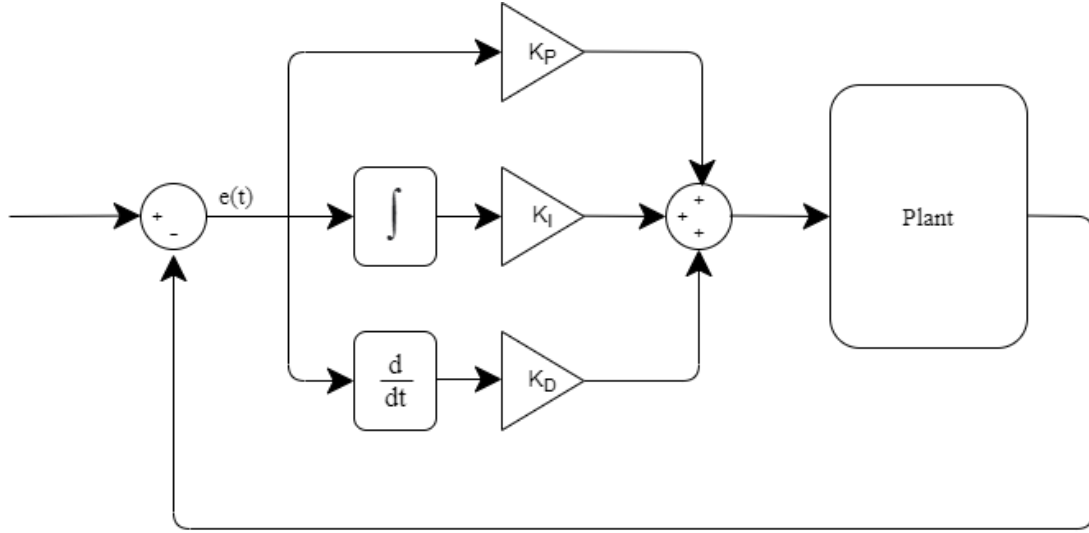 K_P
+
-
e(t)
∫
K_I
+
+
+
Plant
d
dt
K_D